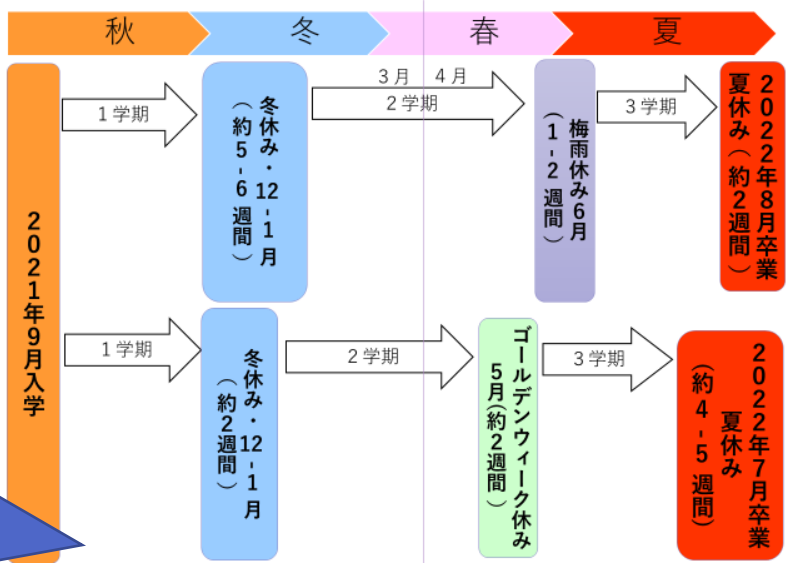 秋
冬
春
夏
2021年9月入学
1学期
冬休み・12-1月
（約5-6週間）
3月 4月
2学期
梅雨休み6月
（1-2週間）
3学期
2022年8月卒業
夏休み（約2週間）
1学期
冬休み・12-1月
（約2週間）
2学期
ゴールデンウィーク休み
5月(約2週間）
3学期
2022年7月卒業
夏休み
（約4-5週間）